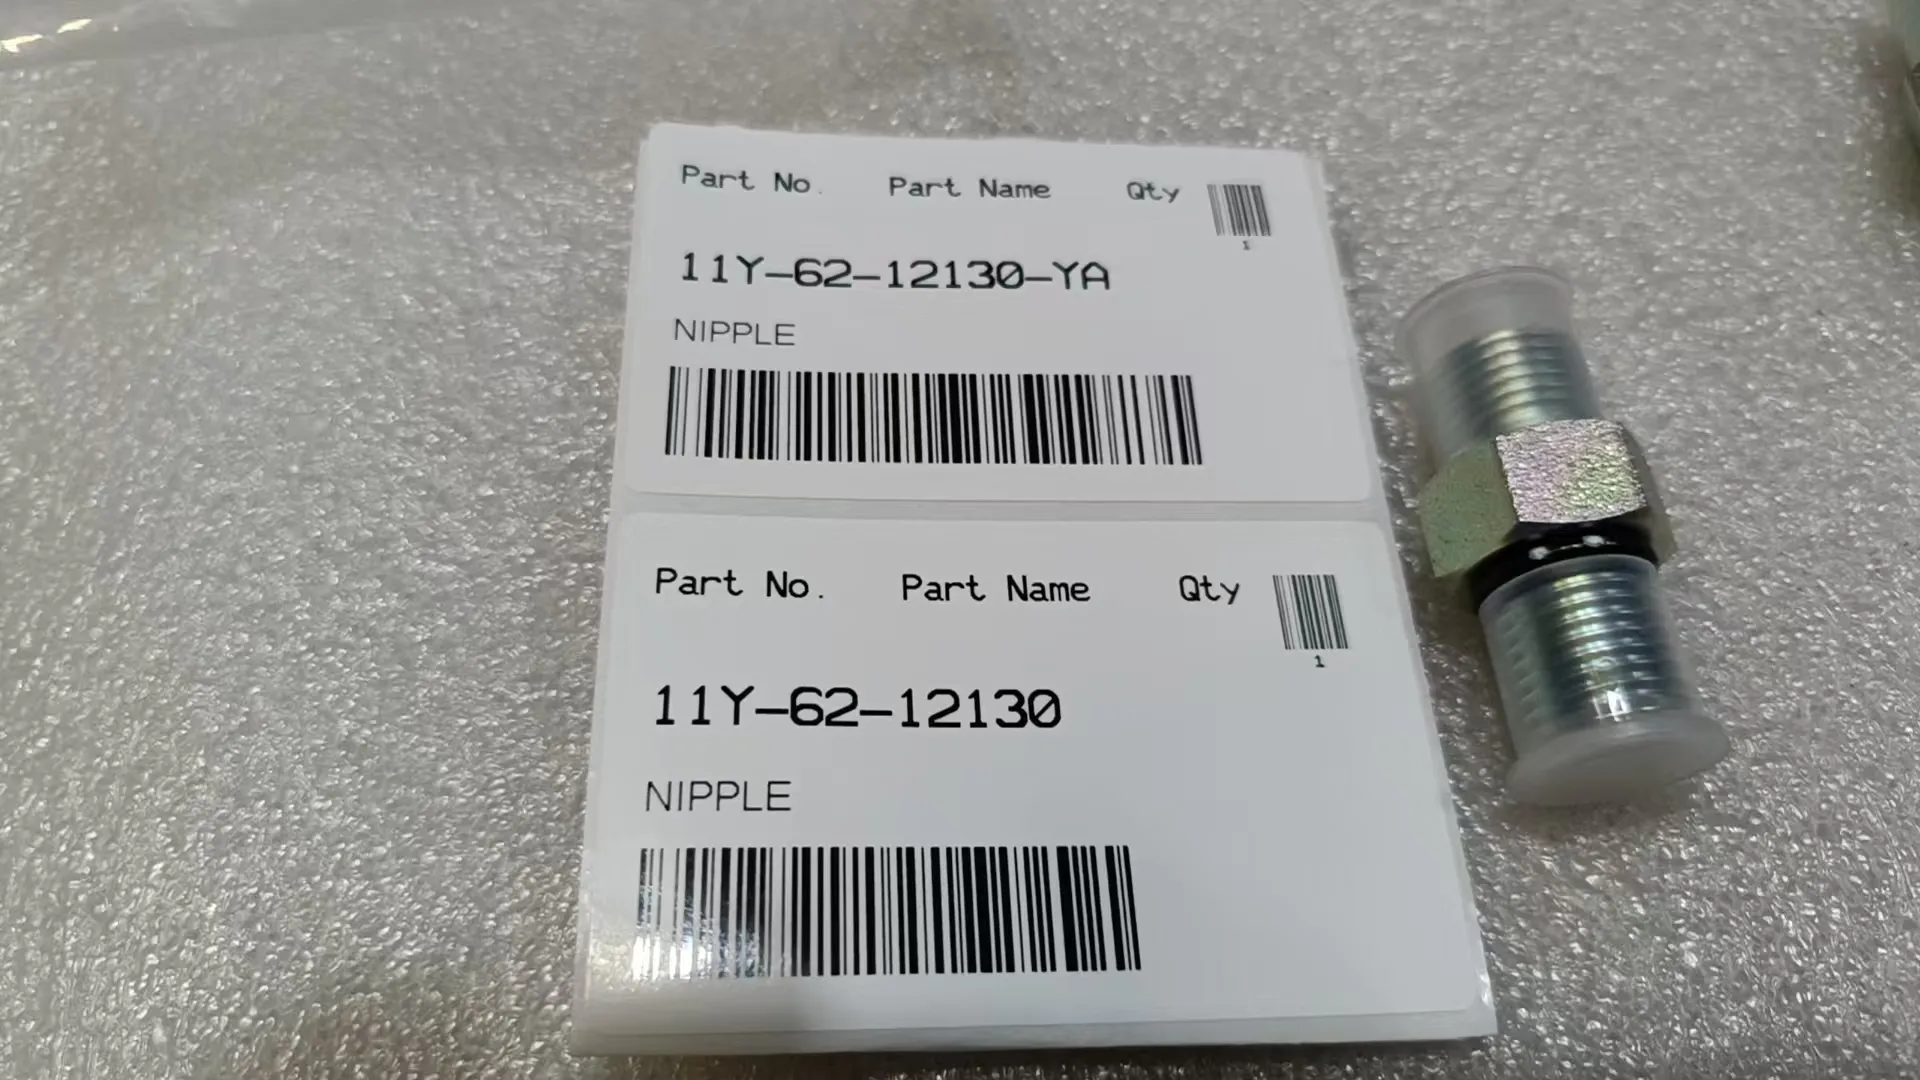 Part No. Part Name Qty
1
11Y-62-12130-YA
NIPPLE
Part No. Part Name Qty
1
11Y-62-12130
NIPPLE